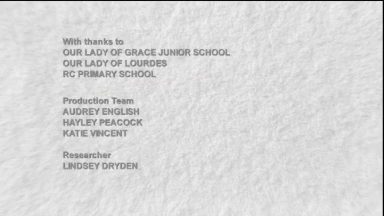 With thanks to
OUR LADY OF GRACE JUNIOR SCHOOL
OUR LADY OF LOURDES
RC PRIMARY SCHOOL
Production Team
AUDREY ENGLISH
HAYLEY PEACOCK
KATIE VINCENT
Researcher
LINDSEY DRYDEN